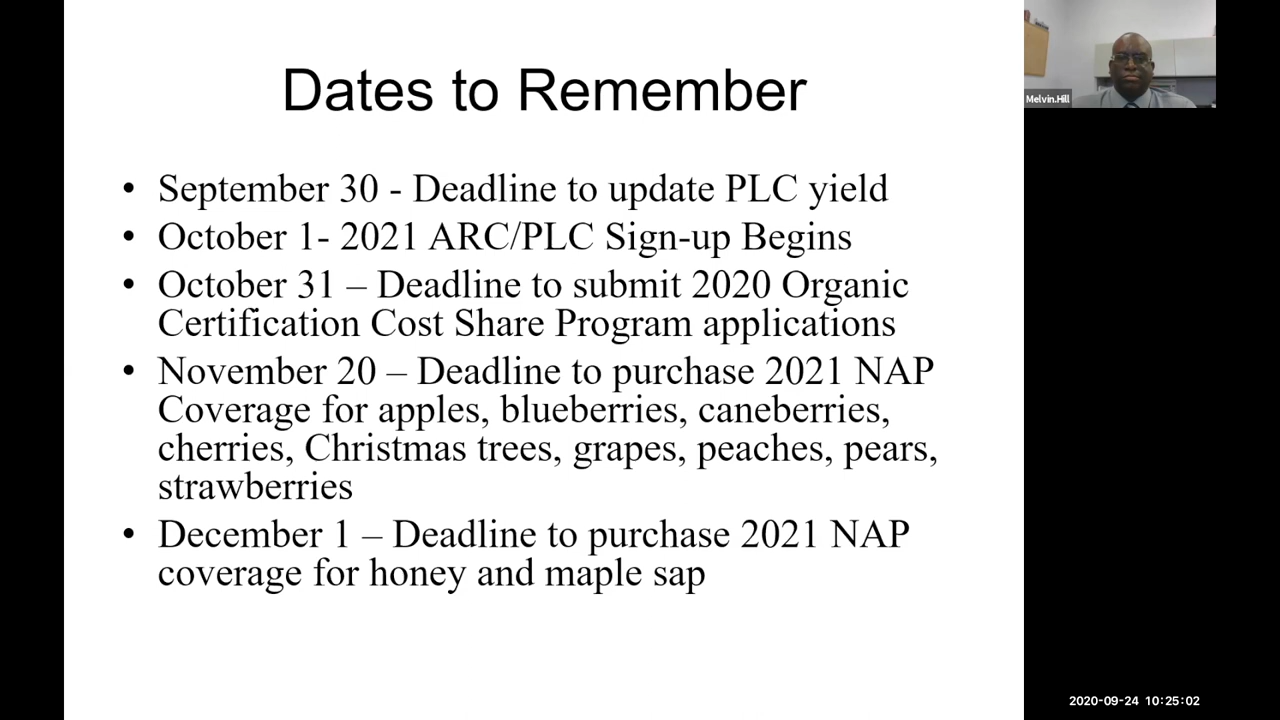 Dates to Remember
• September 30 - Deadline to update PLC yield
• October 1- 2021 ARC/PLC Sign-up Begins
• October 31 – Deadline to submit 2020 Organic
Certification Cost Share Program applications
• November 20 – Deadline to purchase 2021 NAP
Coverage for apples, blueberries, caneberries,
cherries, Christmas trees, grapes, peaches, pears,
strawberries
• December 1 – Deadline to purchase 2021 NAP
coverage for honey and maple sap
Melvin.Hill
2020-09-24 10:25:02